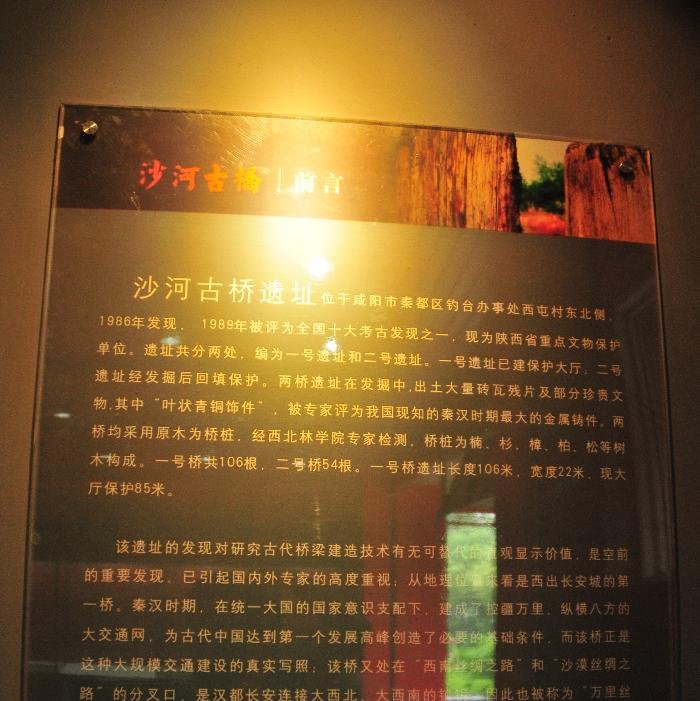 沙河古橋 | 前言
沙河古桥遗址位于咸阳市秦都区钓台办事处西屯村东北侧，
1986年发现， 1989年被评为全国十大考古发现之一，现为陕西省重点文物保护
单位。遗址共分两处，编为一号遗址和二号遗址。一号遗址已建保护大厅；二号
遗址经发掘后回填保护。两桥遗址在发掘中，出土大量砖瓦残片及部分珍贵文
物，其中“叶状青铜饰件”，被专家评为我国现知的秦汉时期最大的金属铸件。两
桥均采用原木为桥桩，经西北林学院专家检测，桥桩为楠、杉、樟、柏、松等树
木构成。一号桥共106根，二号桥54根。一号桥遗址长度106米，宽度22米，现大
厅保护85米。
该遗址的发现对研究古代桥梁建造技术有无可替代的直观显示价值，是空前
的重要发现，已引起国内外专家的高度重视；从地理位置来看是西出长安城的第
一桥。秦汉时期，在统一大国的国家意识支配下，建成了控疆万里，纵横八方的
大交通网，为古代中国达到第一个发展高峰创造了必要的基础条件，而该桥正是
这种大规模交通建设的真实写照；该桥又处在“西南丝绸之路”和“沙漠丝绸之
路”的分叉口，是汉都长安连接大西北、大西南的纽钥，因此也被称为“万里丝